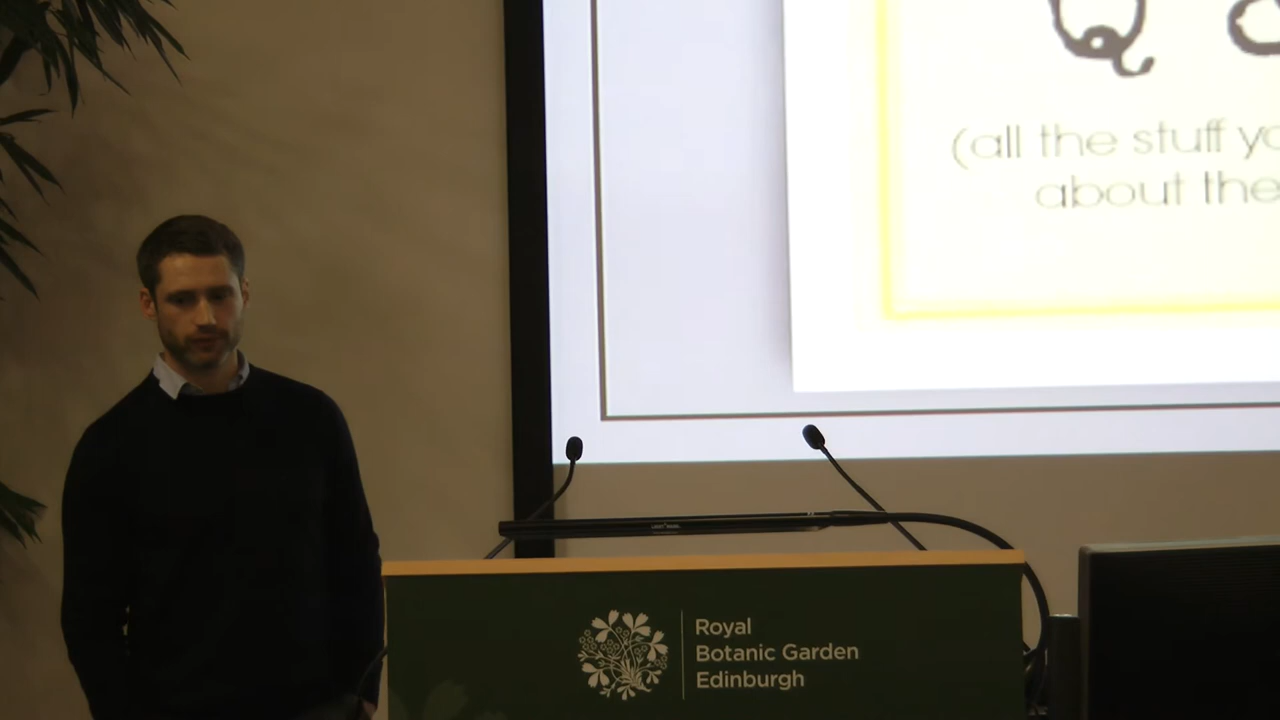 Q &
(all the stuff yo
about the
Royal
Botanic Garden
Edinburgh